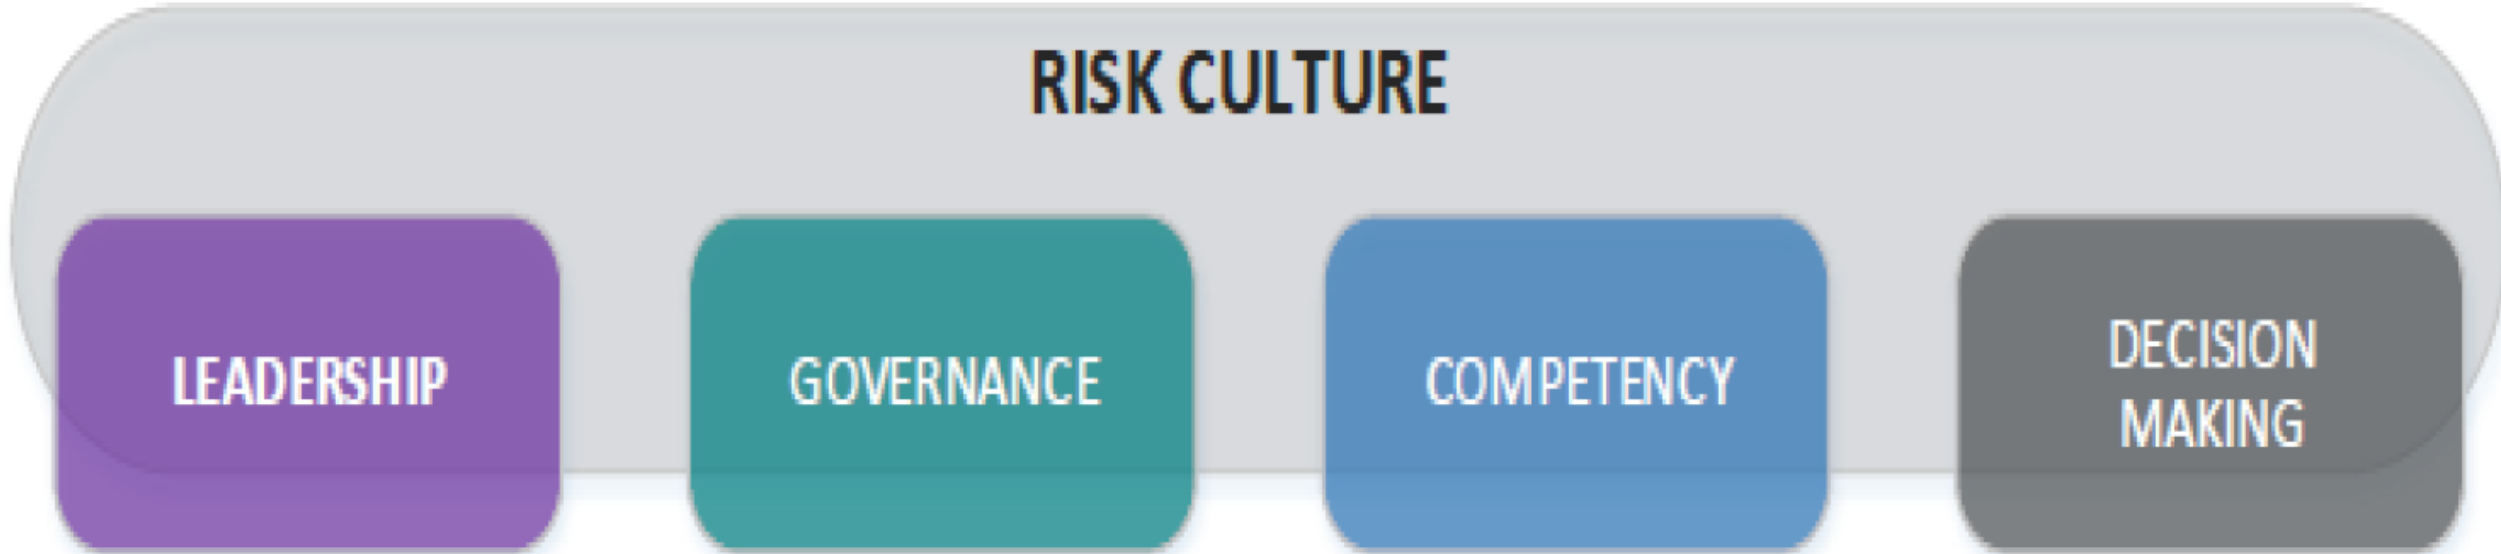 RISK CULTURE
LEADERSHIP
GOVERNANCE
COMPETENCY
DECISION
MAKING